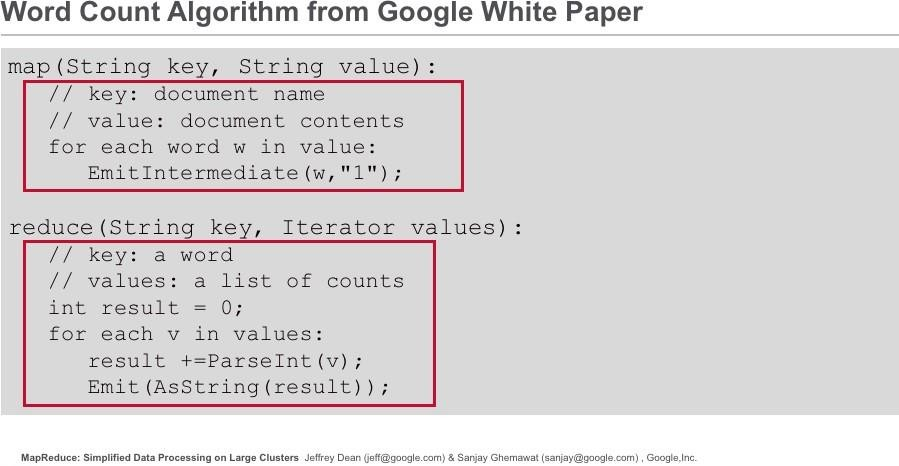 Word Count Algorithm from Google White Paper
map(String key, String value):
// key: document name
// value: document contents
for each word w in value:
EmitIntermediate(w,"1");
reduce(String key, Iterator values):
// key: a word
// values: a list of counts
int result = 0;
for each v in values:
result +=ParseInt(v);
Emit(AsString(result));
MapReduce: Simplified Data Processing on Large Clusters Jeffrey Dean (jeff@google.com) & Sanjay Ghemawat (sanjay@google.com) , Google,Inc.